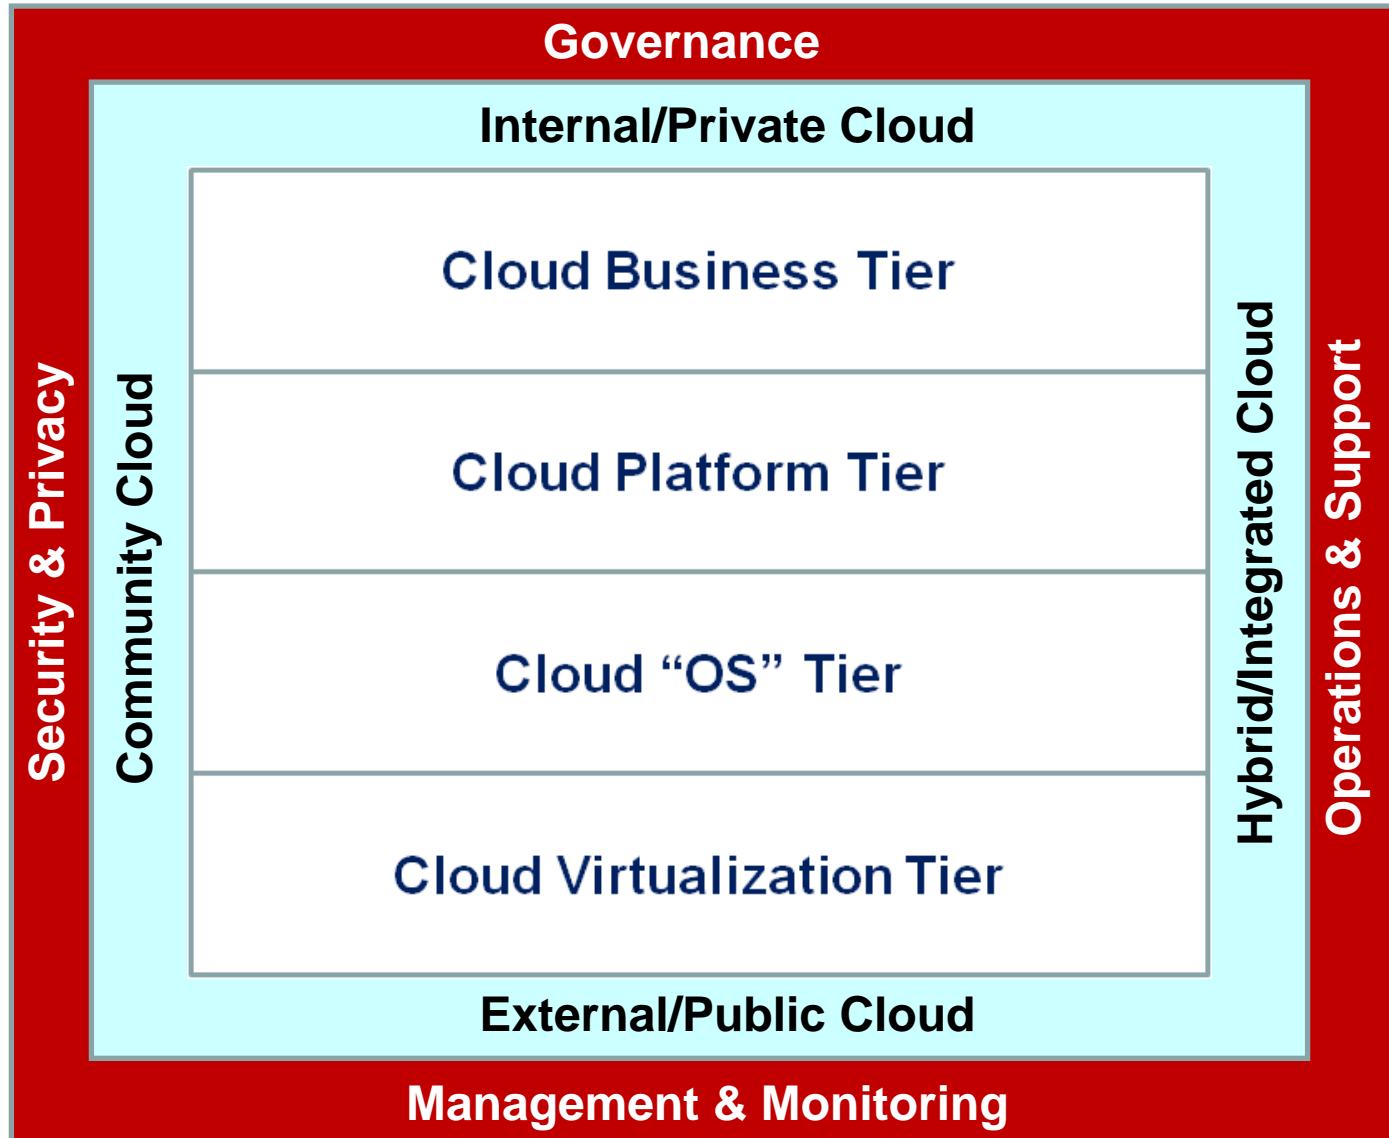 Governance
Internal/Private Cloud
Security & Privacy
Community Cloud
Cloud Business Tier
Cloud Platform Tier
Cloud “OS” Tier
Cloud Virtualization Tier
Hybrid/Integrated Cloud
Operations & Support
External/Public Cloud
Management & Monitoring